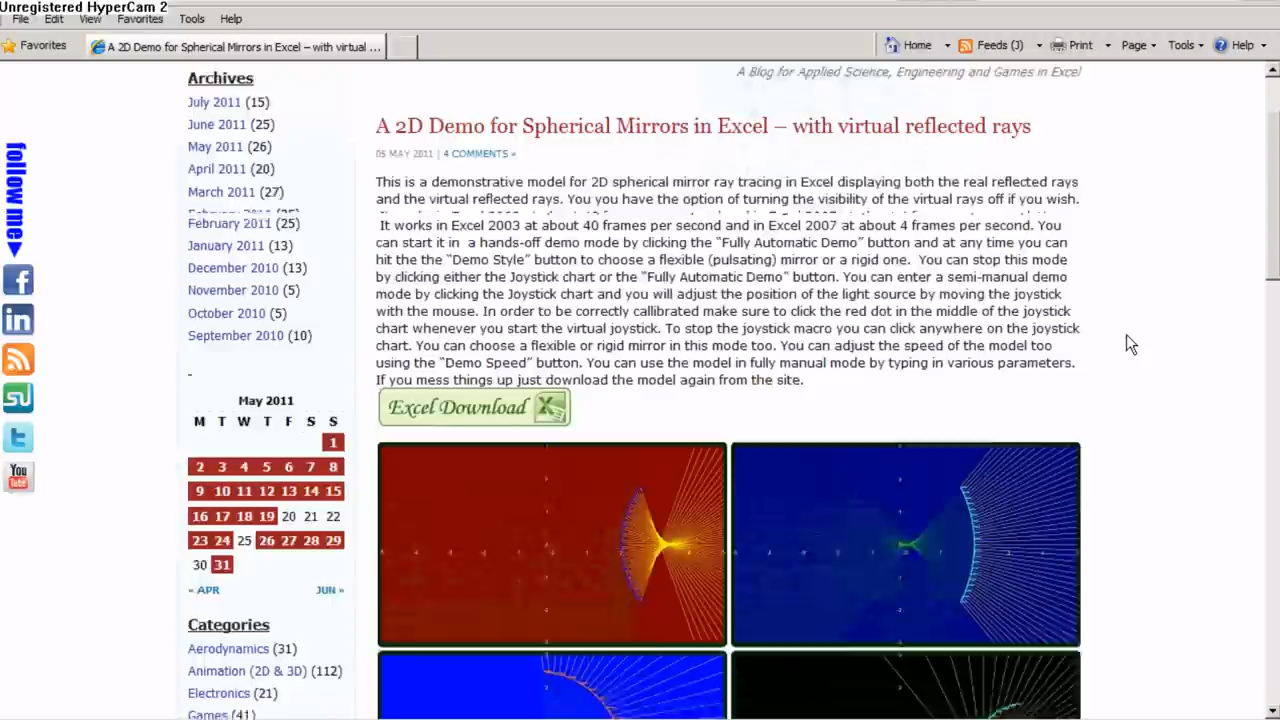 Unregistered HyperCam 2
File Edit View Favorites Tools Help
Favorites
A 2D Demo for Spherical Mirrors in Excel – with virtual ...
Home Feeds (J) Print Page Tools Help
A Blog for Applied Science, Engineering and Games in Excel
follow me
You
Tube
Archives
July 2011 (15)
June 2011 (25)
May 2011 (26)
April 2011 (20)
March 2011 (27)
February 2011 (25)
January 2011 (13)
December 2010 (13)
November 2010 (5)
October 2010 (5)
September 2010 (10)
-
May 2011
M T W T F S S
1
2 3 4 5 6 7 8
9 10 11 12 13 14 15
16 17 18 19 20 21 22
23 24 25 26 27 28 29
30 31
« APR JUN »
Categories
Aerodynamics (31)
Animation (2D & 3D) (112)
Electronics (21)
Games (41)
A 2D Demo for Spherical Mirrors in Excel – with virtual reflected rays
05 MAY 2011 | 4 COMMENTS »
This is a demonstrative model for 2D spherical mirror ray tracing in Excel displaying both the real reflected rays
and the virtual reflected rays. You you have the option of turning the visibility of the virtual rays off if you wish.
It works in Excel 2003 at about 40 frames per second and in Excel 2007 at about 4 frames per second. You
can start it in a hands-off demo mode by clicking the "Fully Automatic Demo" button and at any time you can
hit the the "Demo Style" button to choose a flexible (pulsating) mirror or a rigid one. You can stop this mode
by clicking either the Joystick chart or the "Fully Automatic Demo" button. You can enter a semi-manual demo
mode by clicking the Joystick chart and you will adjust the position of the light source by moving the joystick
with the mouse. In order to be correctly callibrated make sure to click the red dot in the middle of the joystick
chart whenever you start the virtual joystick. To stop the joystick macro you can click anywhere on the joystick
chart. You can choose a flexible or rigid mirror in this mode too. You can adjust the speed of the model too
using the "Demo Speed" button. You can use the model in fully manual mode by typing in various parameters.
If you mess things up just download the model again from the site.
Excel Download